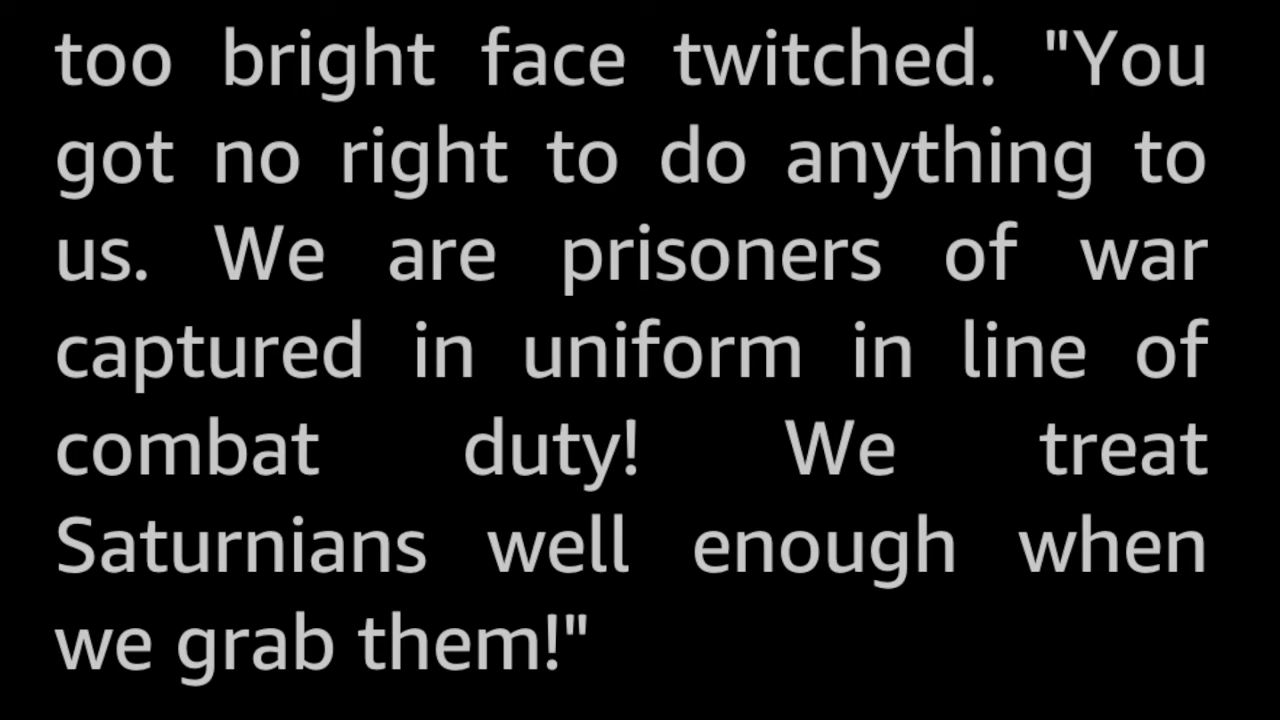 too bright face twitched. "You
got no right to do anything to
us. We are prisoners of war
captured in uniform in line of
combat duty! We treat
Saturnians well enough when
we grab them!"